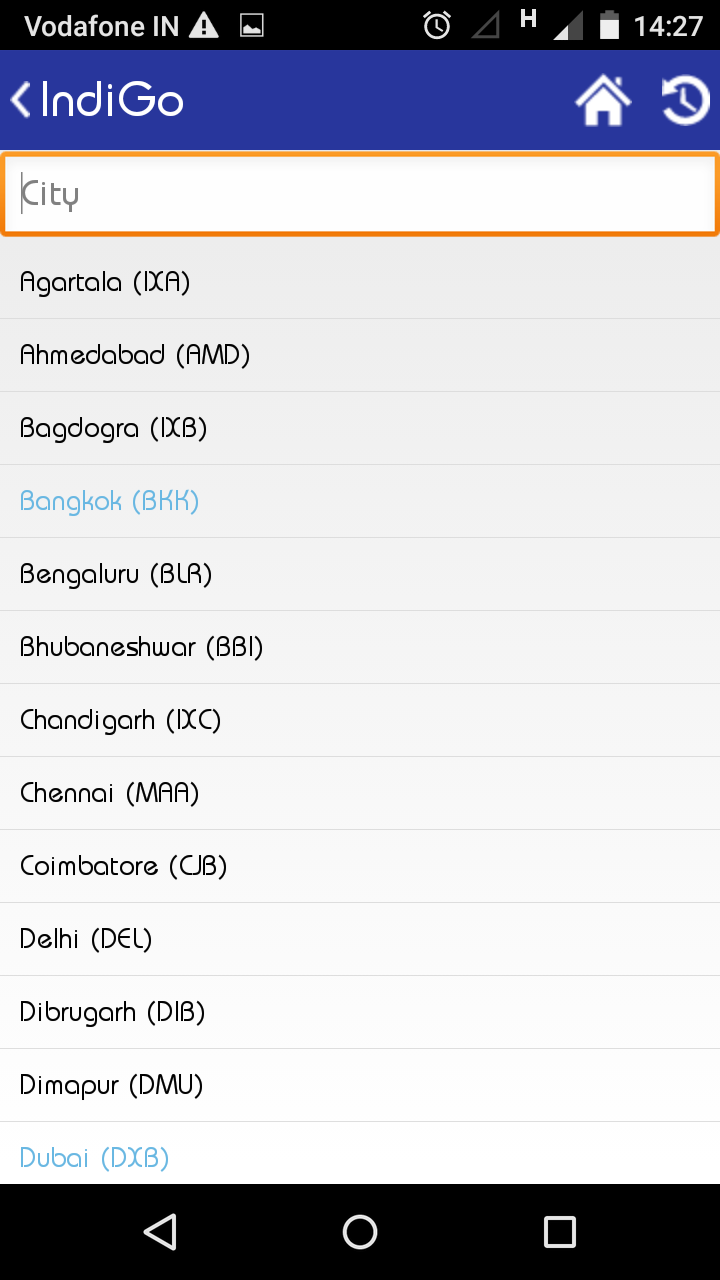 Vodafone IN
H
14:27
IndiGo
City
Agartala (IXA)
Ahmedabad (AMD)
Bagdogra (IXB)
Bangkok (BKK)
Bengaluru (BLR)
Bhubaneshwar (BBI)
Chandigarh (IXC)
Chennai (MAA)
Coimbatore (CJB)
Delhi (DEL)
Dibrugarh (DIB)
Dimapur (DMU)
Dubai (DXB)